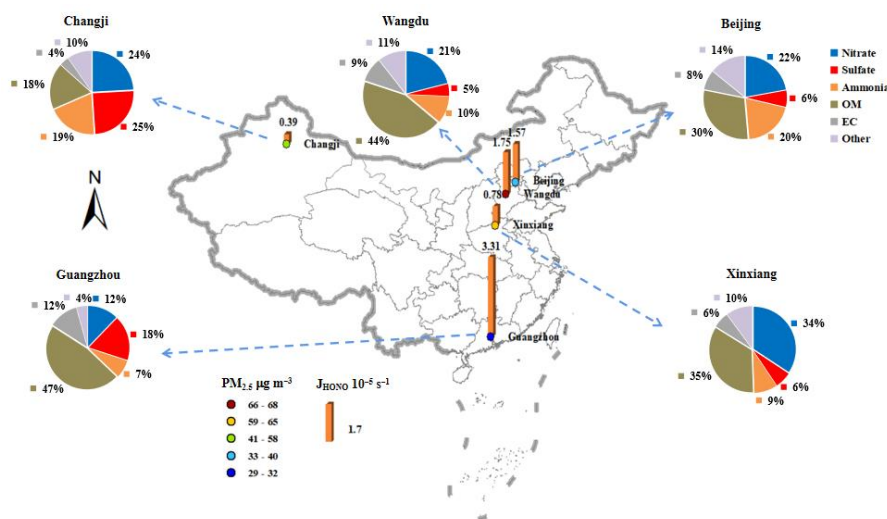 Changji
10%
4%
24%
18%
19%
25%
Wangdu
11%
9%
21%
5%
10%
44%
Beijing
14%
8%
22%
6%
30%
20%
Nitrate
Sulfate
Ammonia
OM
EC
Other
0.39
Changji
1.57
1.75
Beijing
Wangdu
0.78
Xinxiang
3.31
Guangzhou
N
Guangzhou
4%
12%
12%
18%
7%
47%
Xinxiang
10%
6%
34%
35%
6%
9%
PM2.5 μg m⁻³
66 - 68
59 - 65
41 - 58
33 - 40
29 - 32
JHONO 10⁻⁵ s⁻¹
1.7